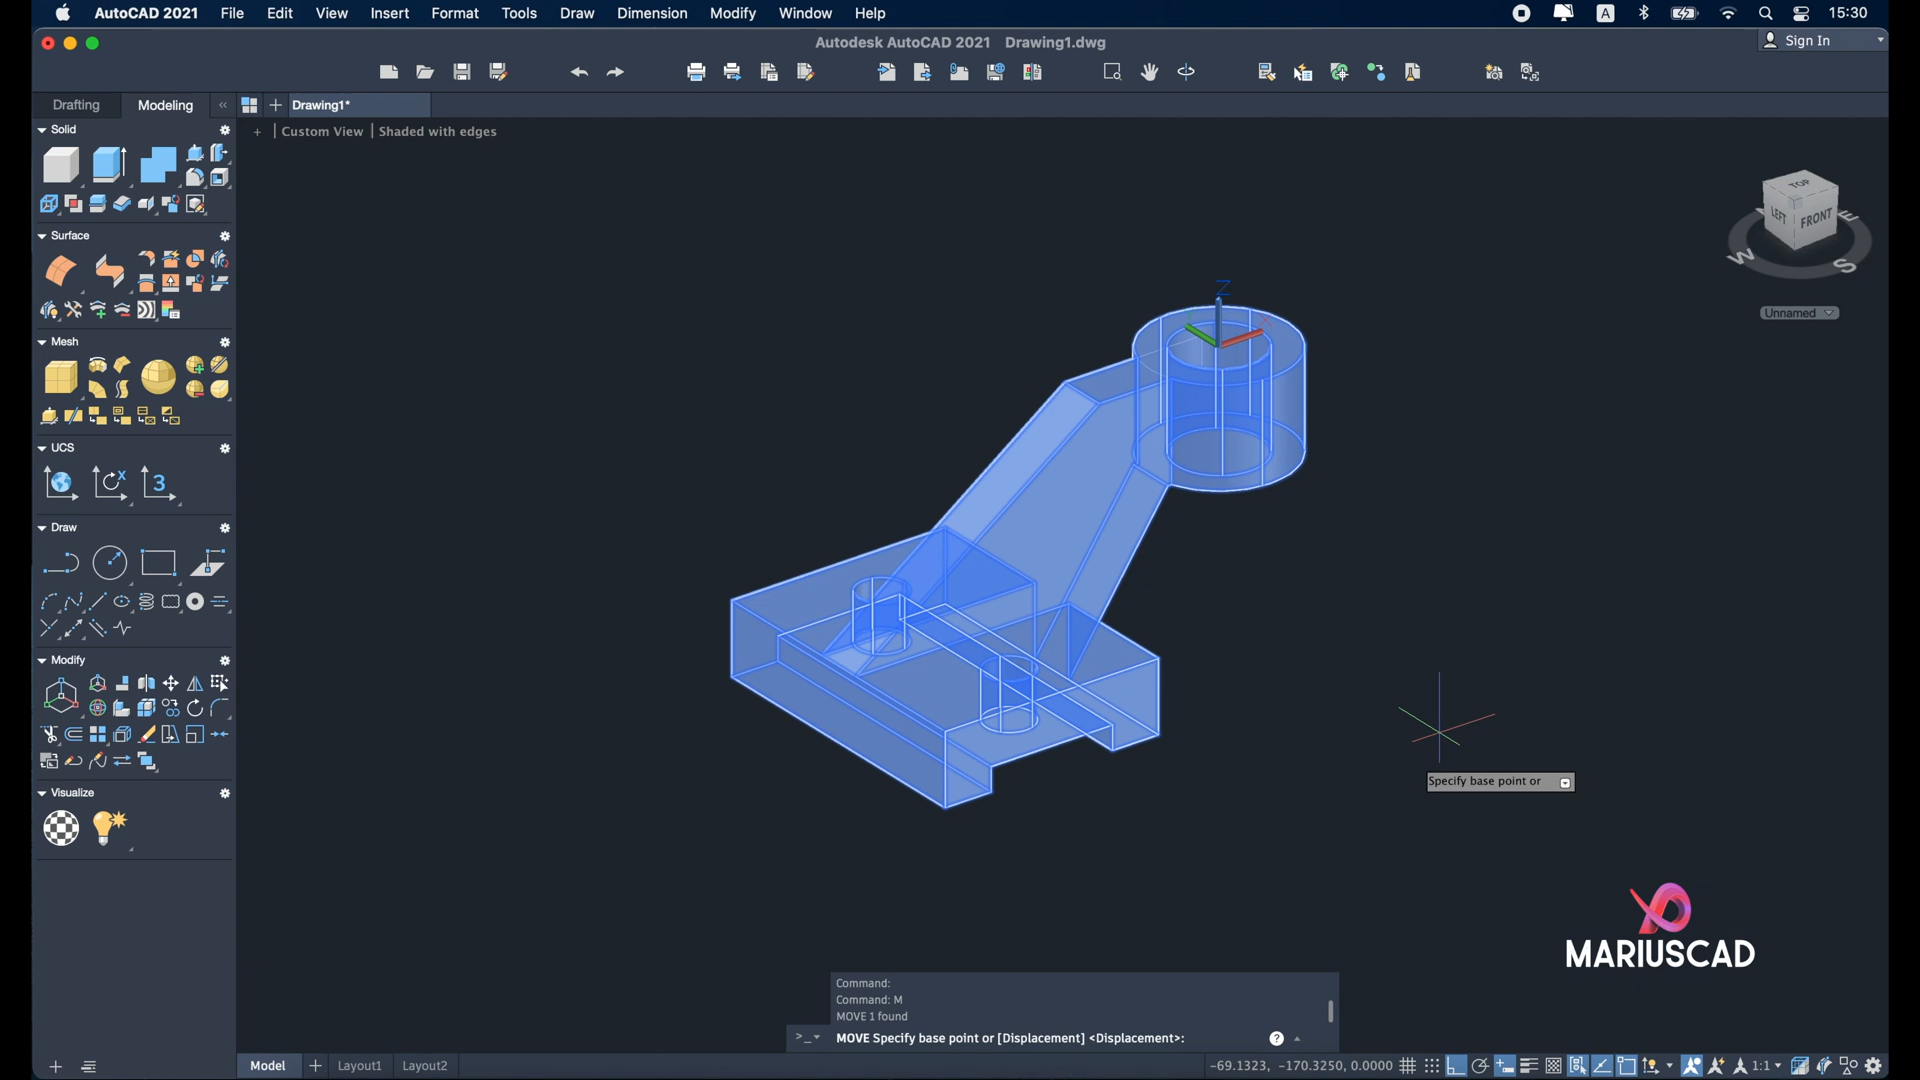 AutoCAD 2021 File Edit View Insert Format Tools Draw Dimension Modify Window Help A 15:30
Autodesk AutoCAD 2021 Drawing1.dwg
Sign In
Drafting Modeling « Drawing1*
+ | Custom View | Shaded with edges
Solid
Surface
Mesh
UCS
X
3
Draw
Modify
Visualize
TOP
LEFT FRONT
W S E
Unnamed
Z
X
Specify base point or
MARIUSCAD
Command:
Command: M
MOVE 1 found
>_ MOVE Specify base point or [Displacement] <Displacement>: ?
Model Layout1 Layout2
-69.1323, -170.3250, 0.0000 1:1